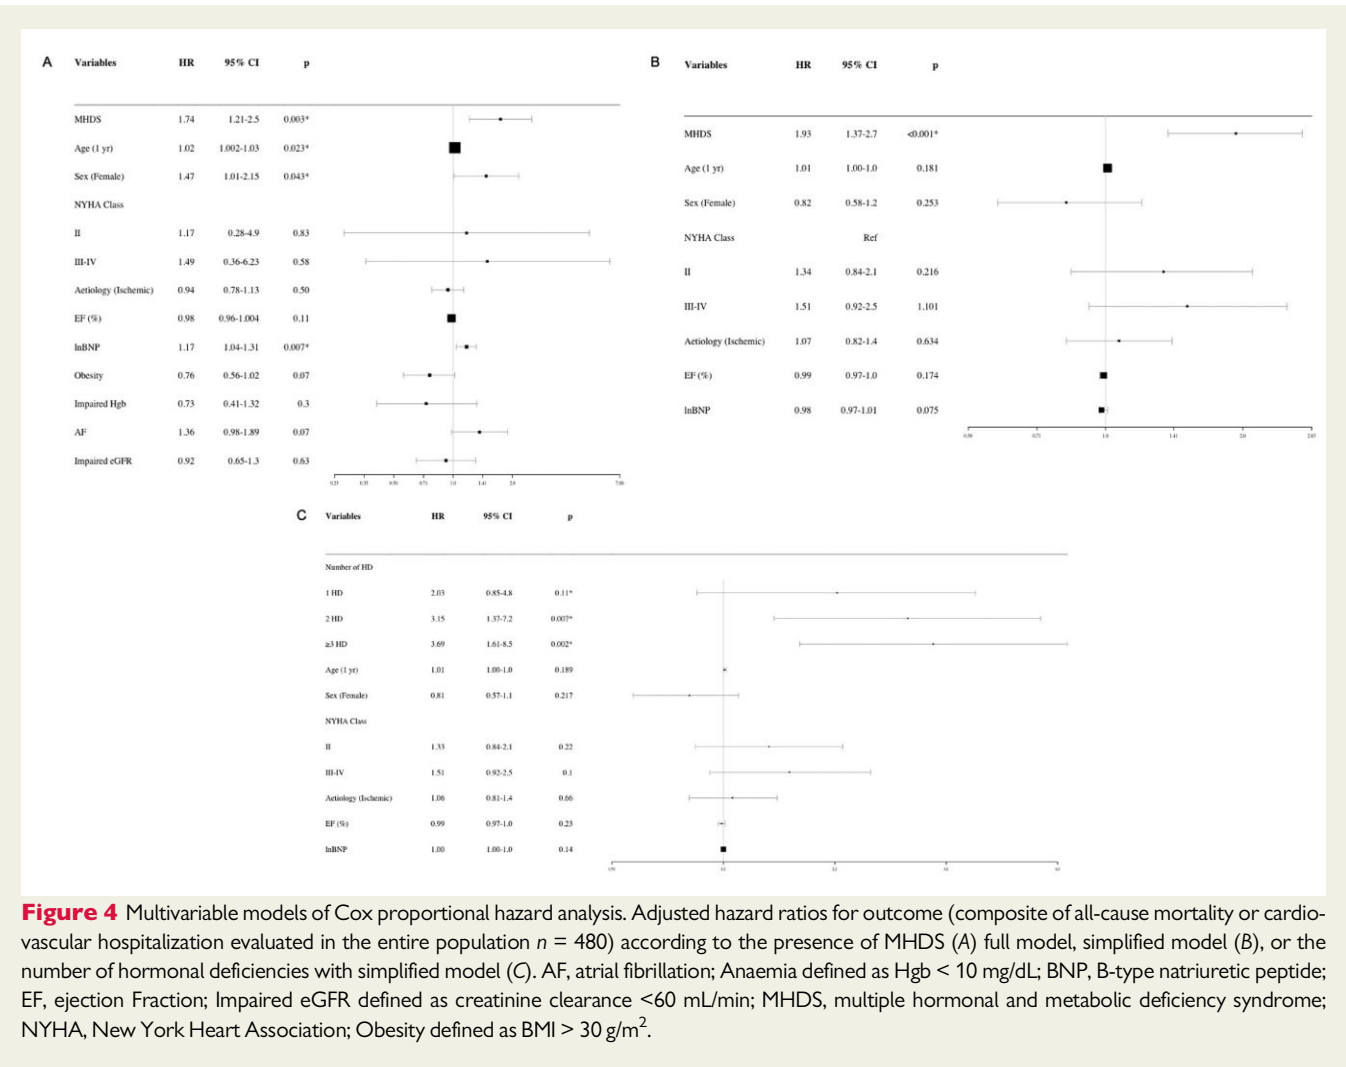 A Variables HR 95% CI p
MHDS 1.74 1.21-2.5 0.003*
Age (1 yr) 1.02 1.002-1.03 0.023*
Sex (Female) 1.47 1.01-2.15 0.043*
NYHA Class
II 1.17 0.28-4.9 0.83
III-IV 1.49 0.36-6.23 0.58
Aetiology (Ischemic) 0.94 0.78-1.13 0.50
EF (%) 0.98 0.96-1.004 0.11
lnBNP 1.17 1.04-1.31 0.007*
Obesity 0.76 0.56-1.02 0.07
Impaired Hgb 0.73 0.41-1.32 0.3
AF 1.36 0.98-1.89 0.07
Impaired eGFR 0.92 0.65-1.3 0.63
0.71 1.0 1.41 2.0
B Variables HR 95% CI p
MHDS 1.93 1.37-2.7 <0.001*
Age (1 yr) 1.01 1.00-1.0 0.181
Sex (Female) 0.82 0.58-1.2 0.253
NYHA Class Ref
II 1.34 0.84-2.1 0.216
III-IV 1.51 0.92-2.5 1.101
Aetiology (Ischemic) 1.07 0.82-1.4 0.634
EF (%) 0.99 0.97-1.0 0.174
lnBNP 0.98 0.97-1.01 0.075
0.71 1.0 1.41 2.0
C Variables HR 95% CI p
Number of HD
1 HD 2.03 0.85-4.8 0.11*
2 HD 3.15 1.37-7.2 0.007*
≥3 HD 3.69 1.61-8.5 0.002*
Age (1 yr) 1.01 1.00-1.0 0.189
Sex (Female) 0.81 0.57-1.1 0.217
NYHA Class
II 1.33 0.84-2.1 0.22
III-IV 1.51 0.92-2.5 0.1
Aetiology (Ischemic) 1.06 0.81-1.4 0.66
EF (%) 0.99 0.97-1.0 0.23
lnBNP 1.00 1.00-1.0 0.14
Figure 4 Multivariable models of Cox proportional hazard analysis. Adjusted hazard ratios for outcome (composite of all-cause mortality or cardio-
vascular hospitalization evaluated in the entire population n = 480) according to the presence of MHDS (A) full model, simplified model (B), or the
number of hormonal deficiencies with simplified model (C). AF, atrial fibrillation; Anaemia defined as Hgb < 10 mg/dL; BNP, B-type natriuretic peptide;
EF, ejection Fraction; Impaired eGFR defined as creatinine clearance <60 mL/min; MHDS, multiple hormonal and metabolic deficiency syndrome;
NYHA, New York Heart Association; Obesity defined as BMI > 30 g/m².